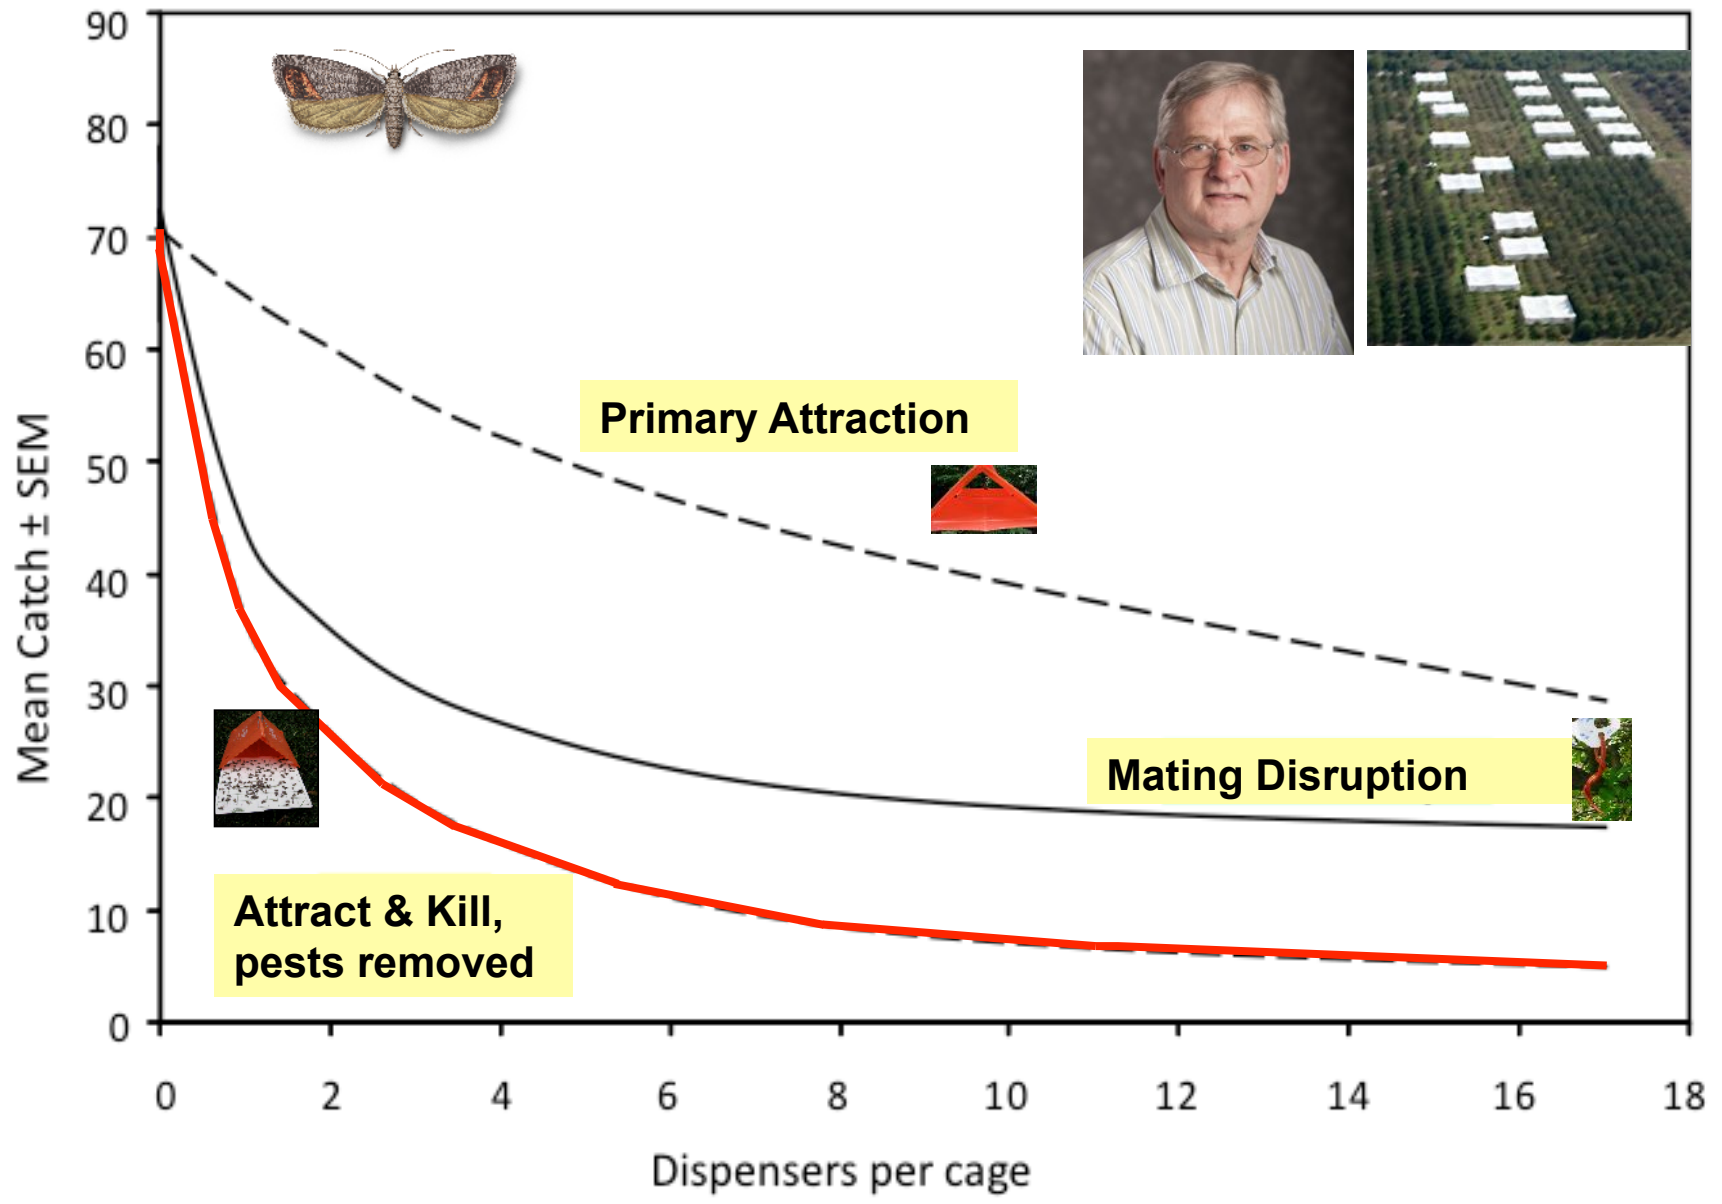 90
80
70
60
50
40
30
20
10
0
Mean Catch ± SEM
Primary Attraction
Mating Disruption
Attract & Kill,
pests removed
0 2 4 6 8 10 12 14 16 18
Dispensers per cage